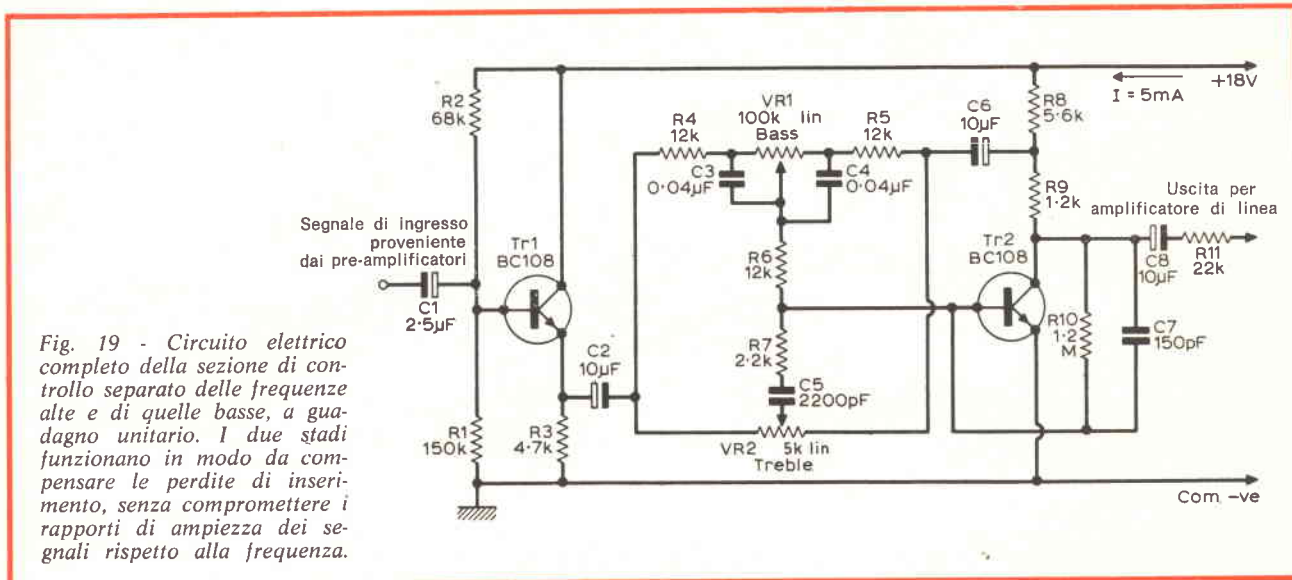 +18V
I = 5mA
R2
68k
VR1
100k lin
Bass
R4
12k
R5
12k
C6
10µF
R8
5.6k
C3
0·04µF
C4
0·04µF
R9
1.2k
Uscita per
amplificatore di linea
Segnale di ingresso
proveniente
dai pre-amplificatori
Tr1
BC108
R6
12k
Tr2
BC108
C8
10µF
R11
22k
C1
2·5µF
C2
10µF
R7
2.2k
R10
1·2
M
C7
150pF
C5
2200pF
R1
150k
R3
4·7k
VR2
5k lin
Treble
Com. -ve
Fig. 19 - Circuito elettrico
completo della sezione di con-
trollo separato delle frequenze
alte e di quelle basse, a gua-
dagno unitario. I due stadi
funzionano in modo da com-
pensare le perdite di inseri-
mento, senza compromettere i
rapporti di ampiezza dei se-
gnali rispetto alla frequenza.